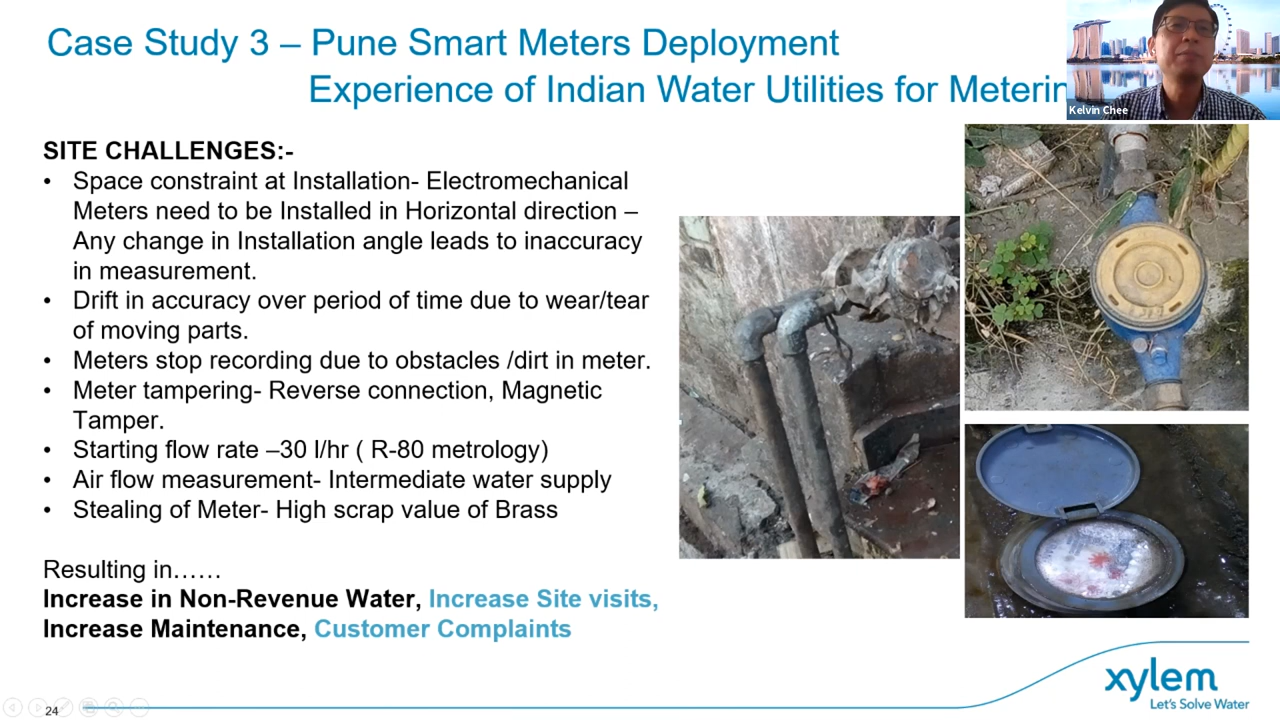 Case Study 3 – Pune Smart Meters Deployment
Experience of Indian Water Utilities for Meterin
Kelvin Chee
SITE CHALLENGES:-
• Space constraint at Installation- Electromechanical
Meters need to be Installed in Horizontal direction –
Any change in Installation angle leads to inaccuracy
in measurement.
• Drift in accuracy over period of time due to wear/tear
of moving parts.
• Meters stop recording due to obstacles /dirt in meter.
• Meter tampering- Reverse connection, Magnetic
Tamper.
• Starting flow rate –30 l/hr ( R-80 metrology)
• Air flow measurement- Intermediate water supply
• Stealing of Meter- High scrap value of Brass
Resulting in……
Increase in Non-Revenue Water, Increase Site visits,
Increase Maintenance, Customer Complaints
xylem
Let's Solve Water
24